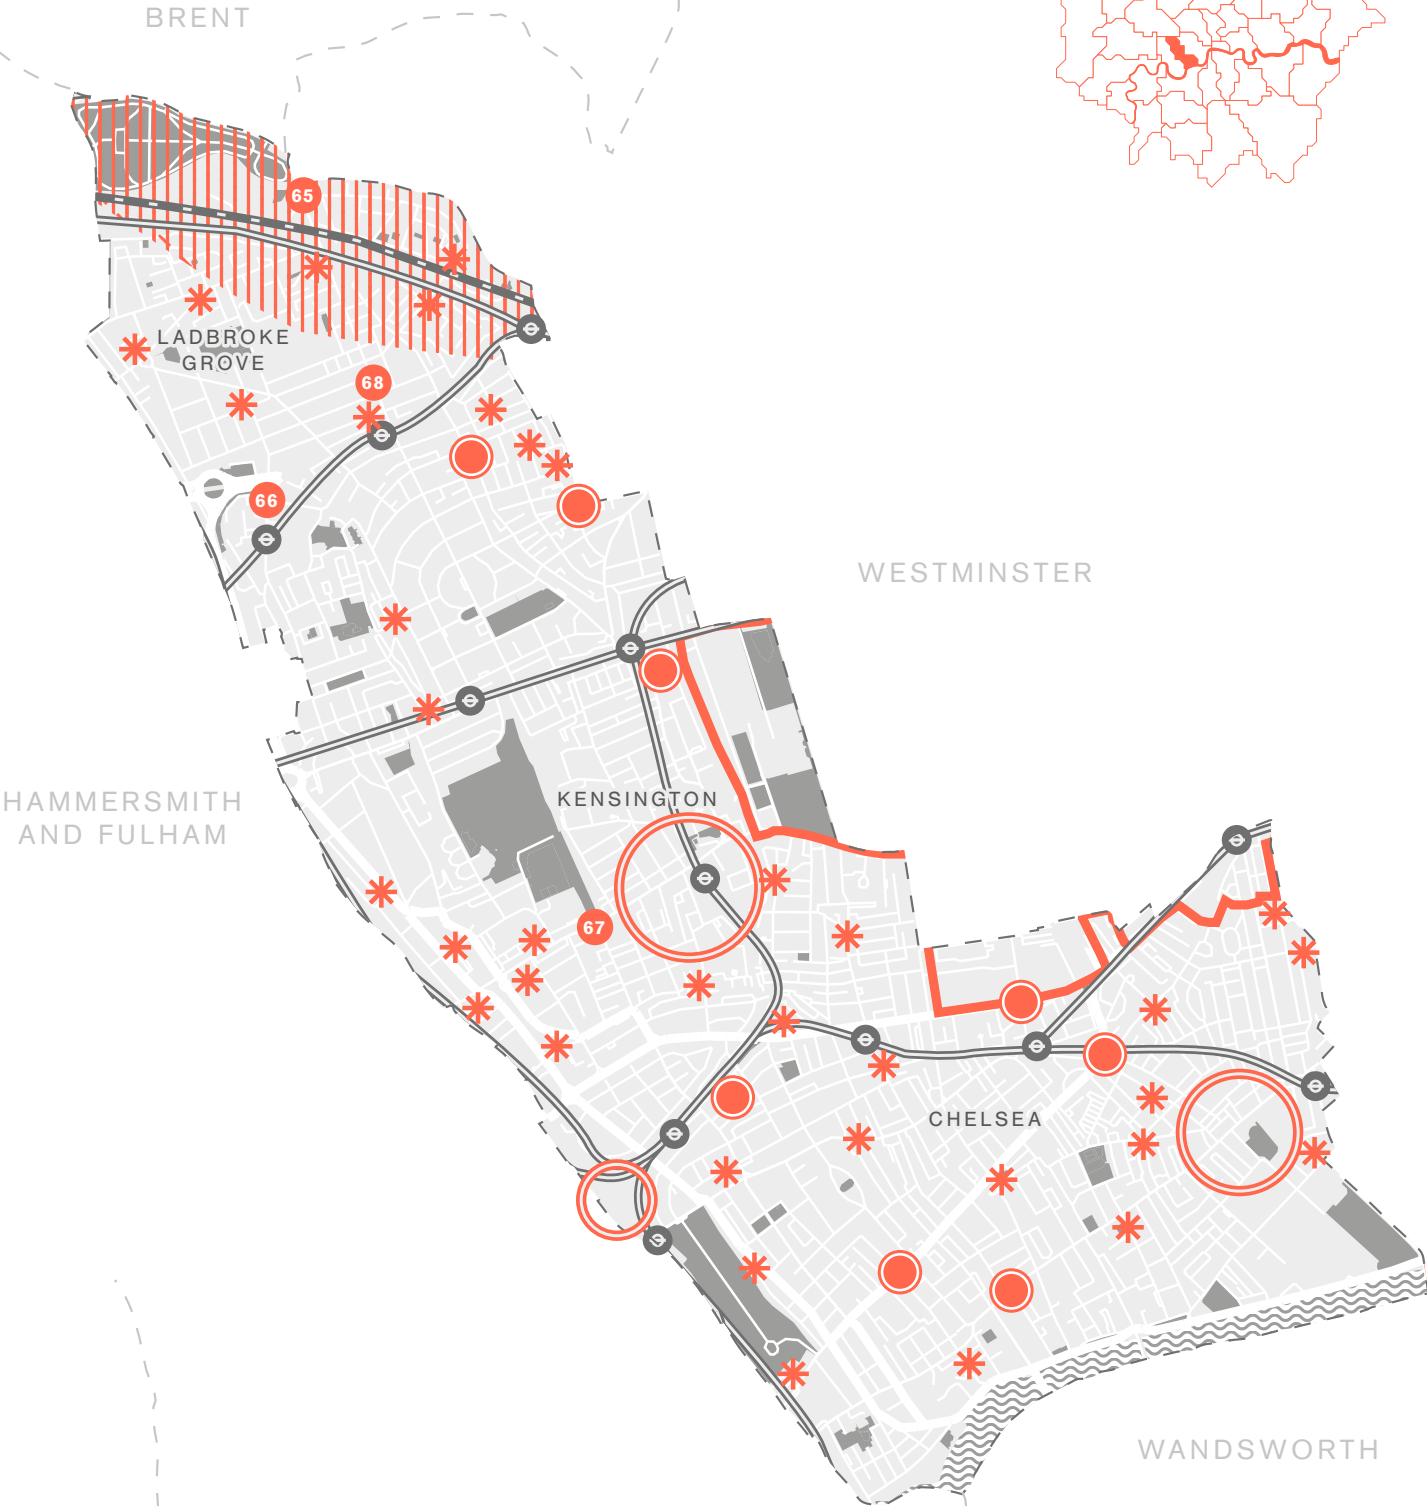 BRENT
65
LADBROKE
GROVE
68
66
WESTMINSTER
KENSINGTON
HAMMERSMITH
AND FULHAM
67
CHELSEA
WANDSWORTH